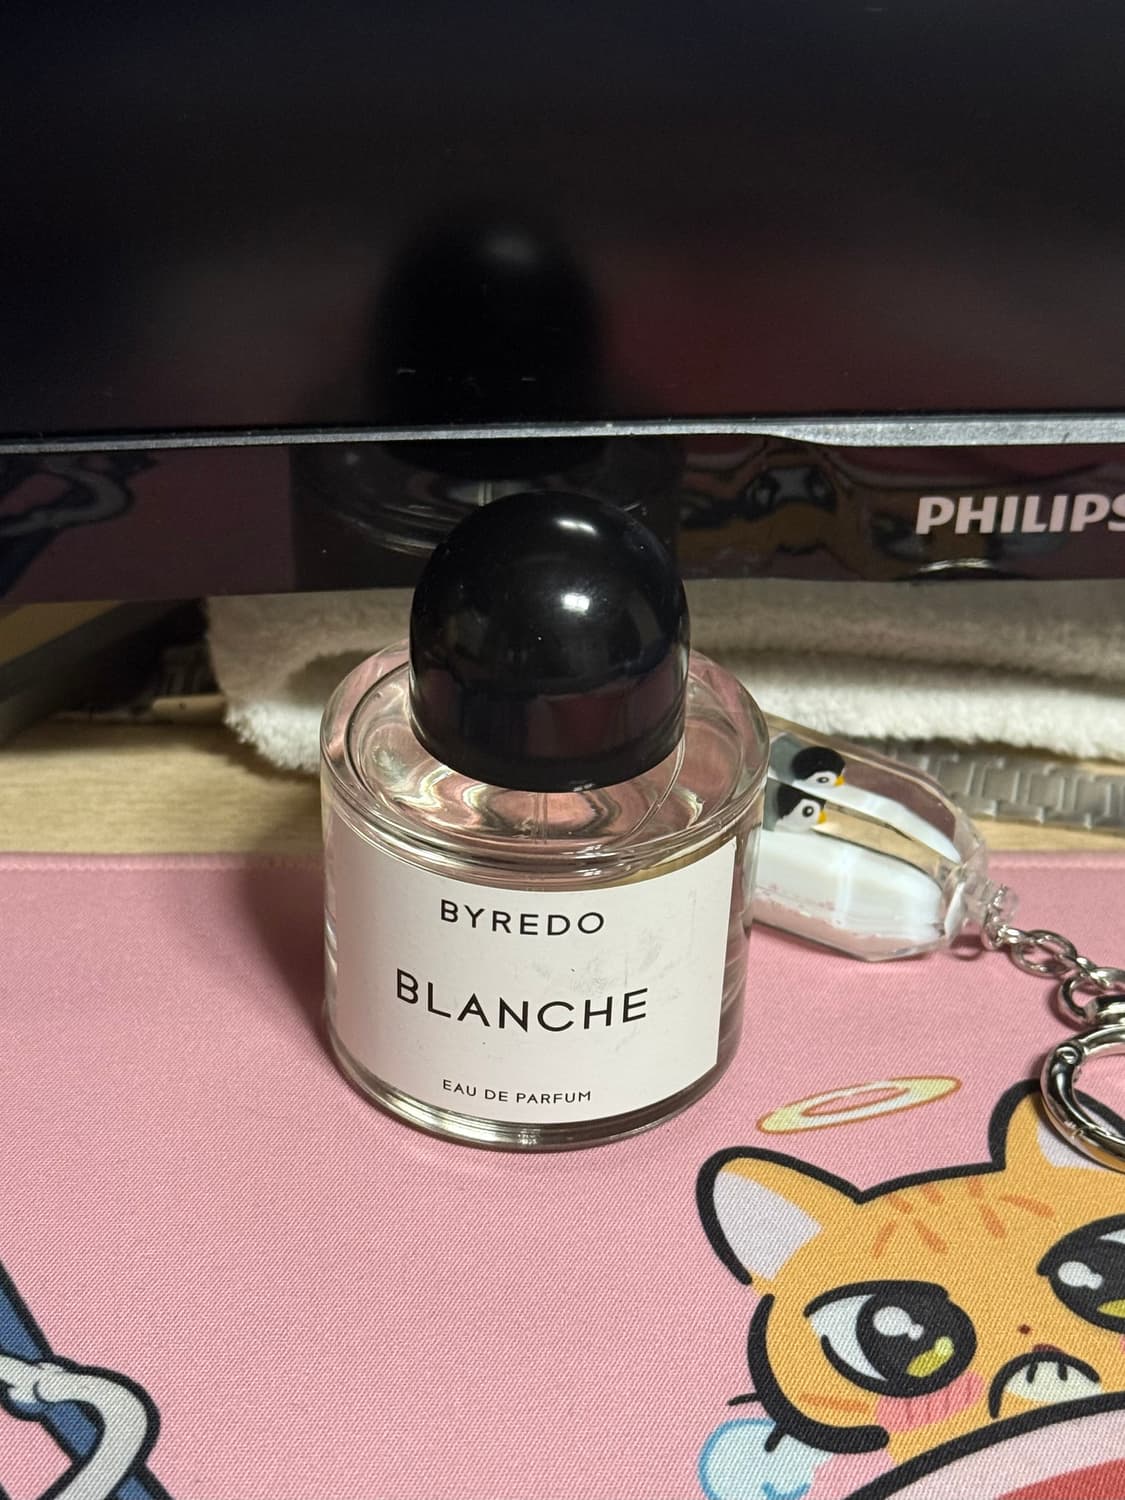 PHILIPS
BYREDO
BLANCHE
EAU DE PARFUM